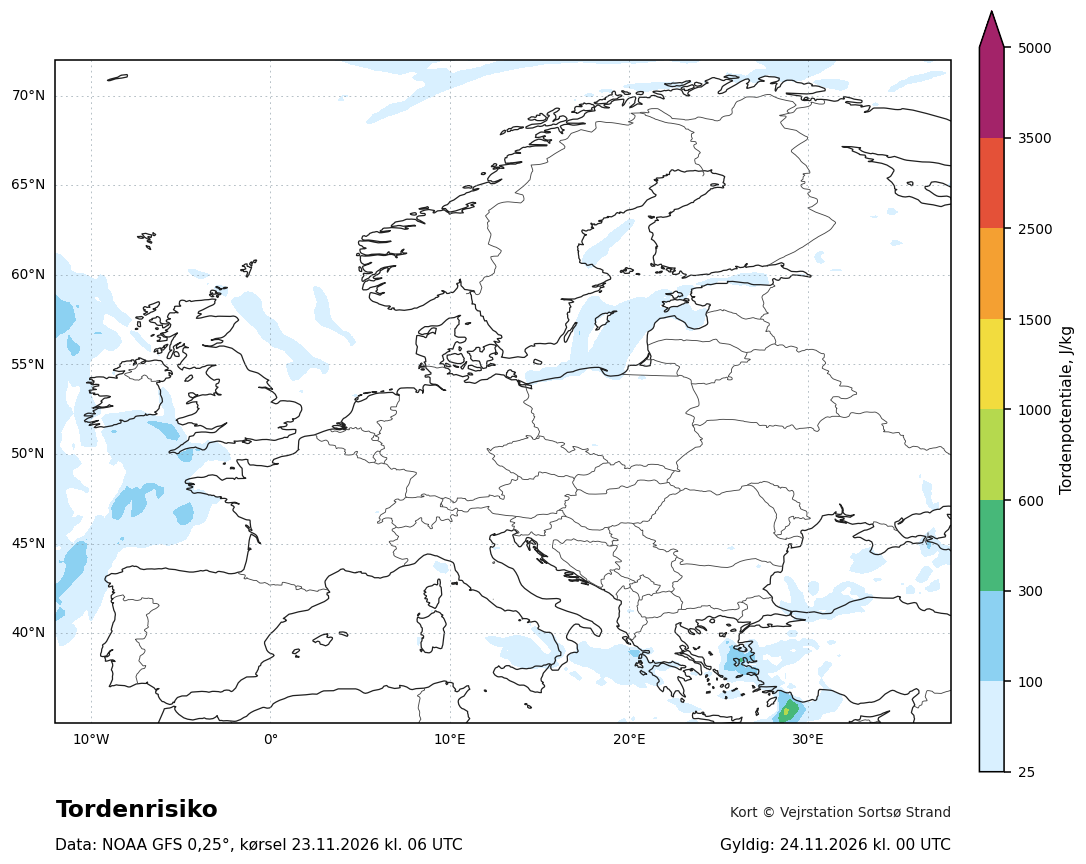 70°N
65°N
60°N
55°N
50°N
45°N
40°N
10°W
0°
10°E
20°E
30°E
5000
3500
2500
1500
1000
600
300
100
25
Tordenpotentiale, J/kg
Tordenrisiko
Kort © Vejrstation Sortsø Strand
Data: NOAA GFS 0,25°, kørsel 23.11.2026 kl. 06 UTC
Gyldig: 24.11.2026 kl. 00 UTC